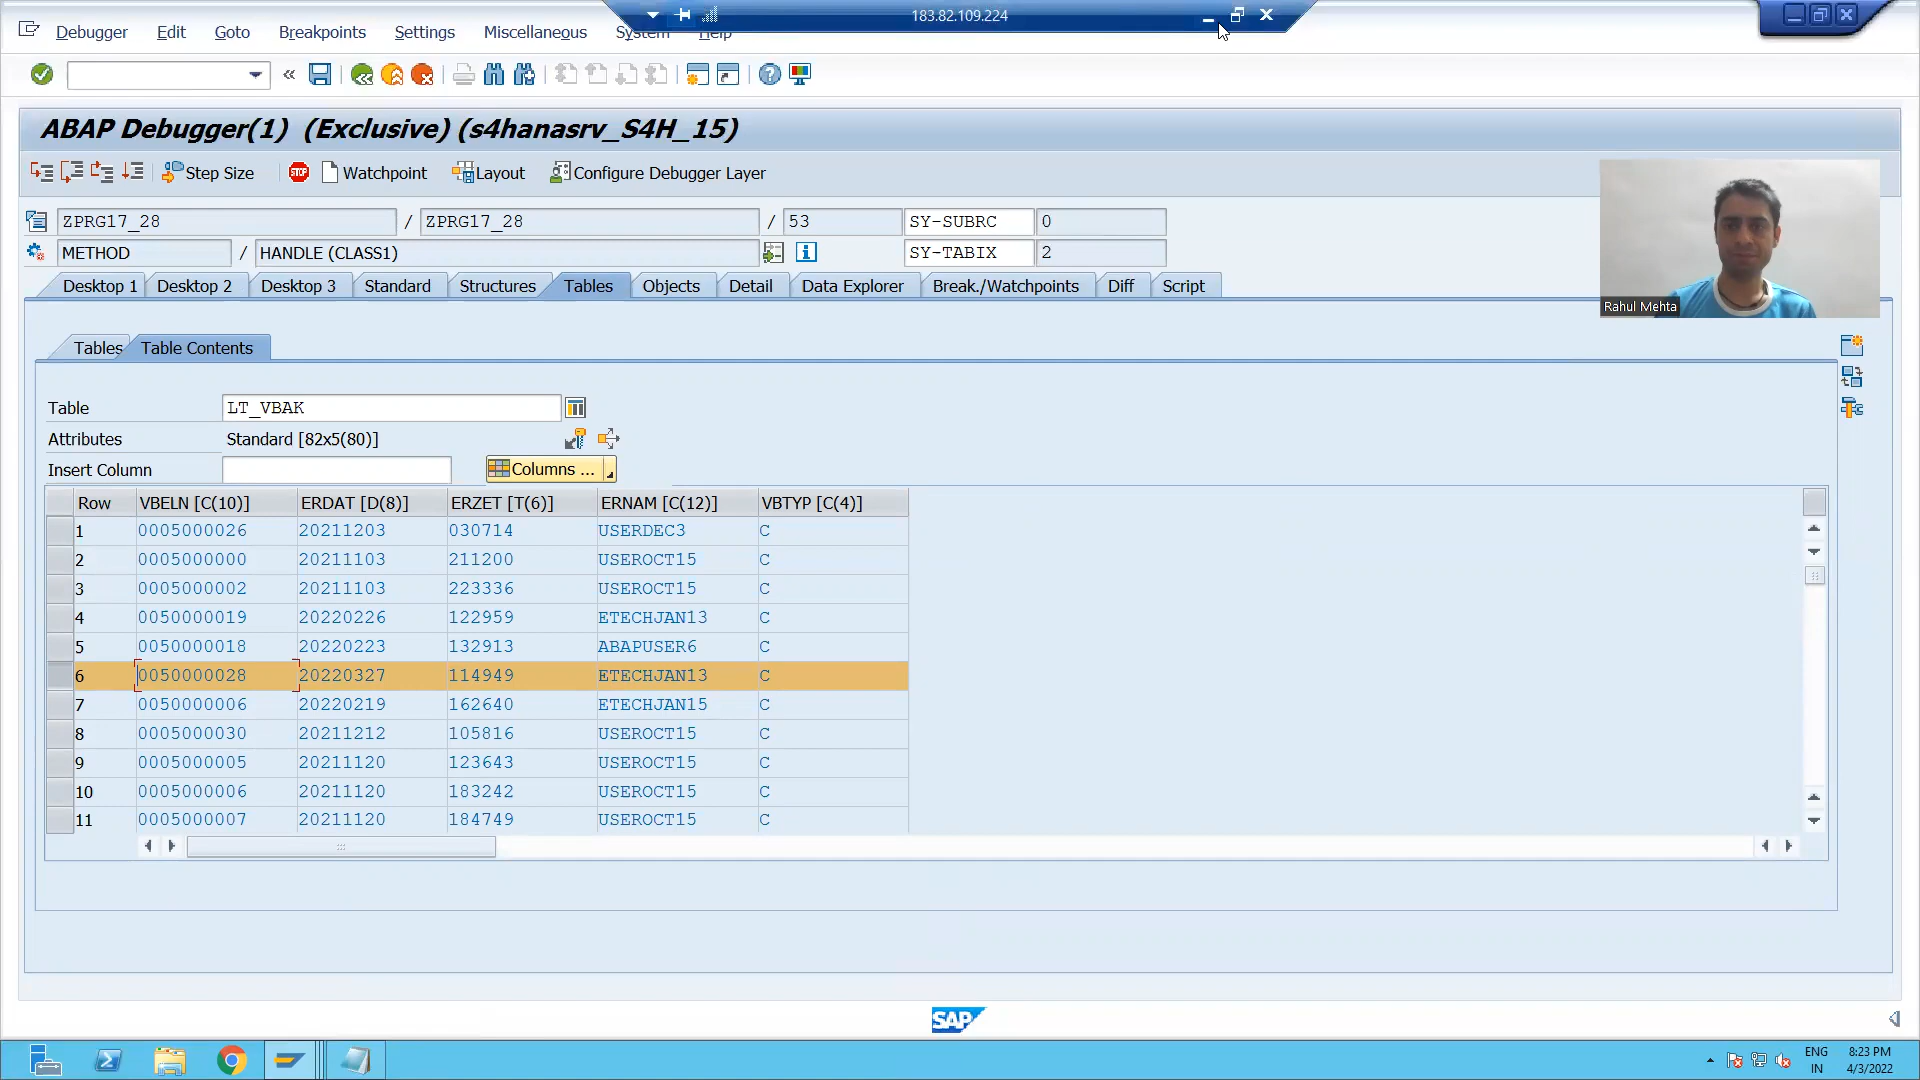 183.82.109.224
Debugger Edit Goto Breakpoints Settings Miscellaneous System Help
ABAP Debugger(1) (Exclusive) (s4hanasrv_S4H_15)
Step Size STOP Watchpoint Layout Configure Debugger Layer
ZPRG17_28 / ZPRG17_28 / 53 SY-SUBRC 0
METHOD / HANDLE (CLASS1) SY-TABIX 2
Rahul Mehta
Desktop 1 Desktop 2 Desktop 3 Standard Structures Tables Objects Detail Data Explorer Break./Watchpoints Diff Script
Tables Table Contents
Table LT_VBAK
Attributes Standard [82x5(80)]
Insert Column Columns ...
Row VBELN [C(10)] ERDAT [D(8)] ERZET [T(6)] ERNAM [C(12)] VBTYP [C(4)]
1 0005000026 20211203 030714 USERDEC3 C
2 0005000000 20211103 211200 USEROCT15 C
3 0005000002 20211103 223336 USEROCT15 C
4 0050000019 20220226 122959 ETECHJAN13 C
5 0050000018 20220223 132913 ABAPUSER6 C
6 0050000028 20220327 114949 ETECHJAN13 C
7 0050000006 20220219 162640 ETECHJAN15 C
8 0005000030 20211212 105816 USEROCT15 C
9 0005000005 20211120 123643 USEROCT15 C
10 0005000006 20211120 183242 USEROCT15 C
11 0005000007 20211120 184749 USEROCT15 C
SAP
ENG 8:23 PM
IN 4/3/2022